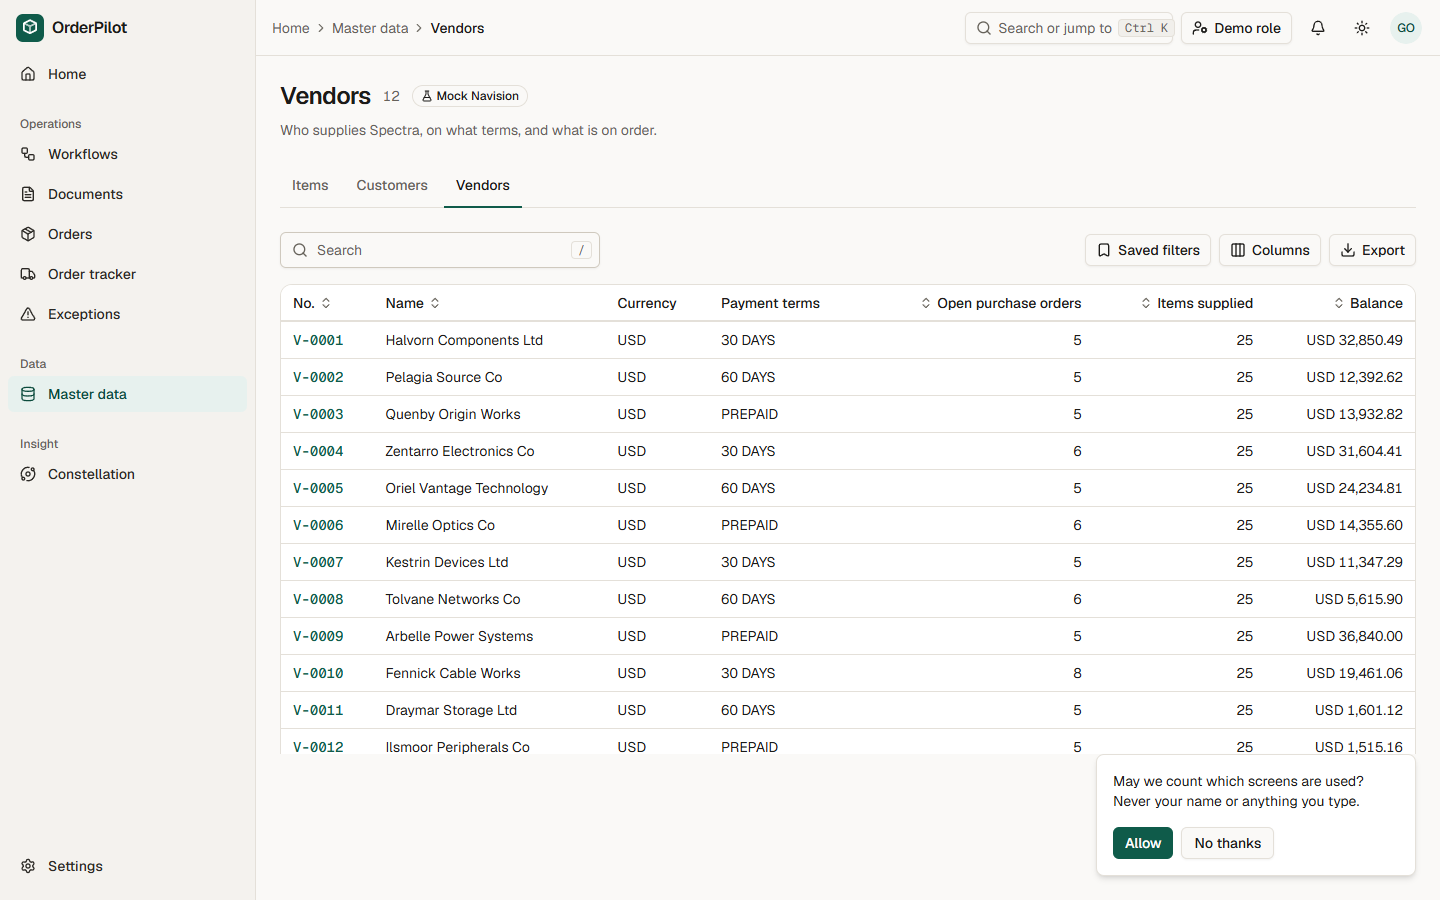 OrderPilot
Home
Operations
Workflows
Documents
Orders
Order tracker
Exceptions
Data
Master data
Insight
Constellation
Settings
Home > Master data > Vendors
Search or jump to Ctrl K
Demo role
GO
Vendors 12 Mock Navision
Who supplies Spectra, on what terms, and what is on order.
Items Customers Vendors
Search /
Saved filters Columns Export
No. Name Currency Payment terms Open purchase orders Items supplied Balance
V-0001 Halvorn Components Ltd USD 30 DAYS 5 25 USD 32,850.49
V-0002 Pelagia Source Co USD 60 DAYS 5 25 USD 12,392.62
V-0003 Quenby Origin Works USD PREPAID 5 25 USD 13,932.82
V-0004 Zentarro Electronics Co USD 30 DAYS 6 25 USD 31,604.41
V-0005 Oriel Vantage Technology USD 60 DAYS 5 25 USD 24,234.81
V-0006 Mirelle Optics Co USD PREPAID 6 25 USD 14,355.60
V-0007 Kestrin Devices Ltd USD 30 DAYS 5 25 USD 11,347.29
V-0008 Tolvane Networks Co USD 60 DAYS 6 25 USD 5,615.90
V-0009 Arbelle Power Systems USD PREPAID 5 25 USD 36,840.00
V-0010 Fennick Cable Works USD 30 DAYS 8 25 USD 19,461.06
V-0011 Draymar Storage Ltd USD 60 DAYS 5 25 USD 1,601.12
V-0012 Ilsmoor Peripherals Co USD PREPAID 5 25 USD 1,515.16
May we count which screens are used?
Never your name or anything you type.
Allow No thanks